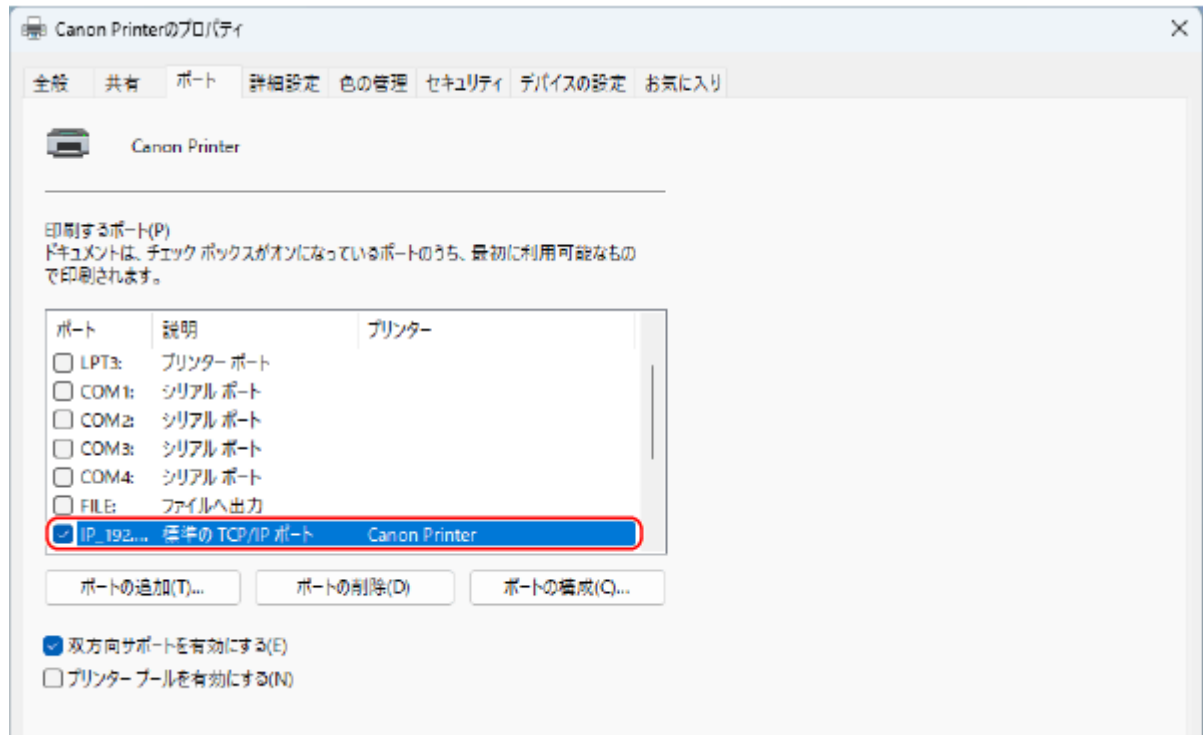 Canon Printerのプロパティ
全般 共有 ポート 詳細設定 色の管理 セキュリティ デバイスの設定 お気に入り
Canon Printer
印刷するポート(P)
ドキュメントは、チェック ボックスがオンになっているポートのうち、最初に利用可能なもの
で印刷されます。
ポート 説明 プリンター
LPT3: プリンター ポート
COM1: シリアル ポート
COM2: シリアル ポート
COM3: シリアル ポート
COM4: シリアル ポート
FILE: ファイルへ出力
IP_192.... 標準の TCP/IP ポート Canon Printer
ポートの追加(T)... ポートの削除(D) ポートの構成(C)...
双方向サポートを有効にする(E)
プリンター プールを有効にする(N)